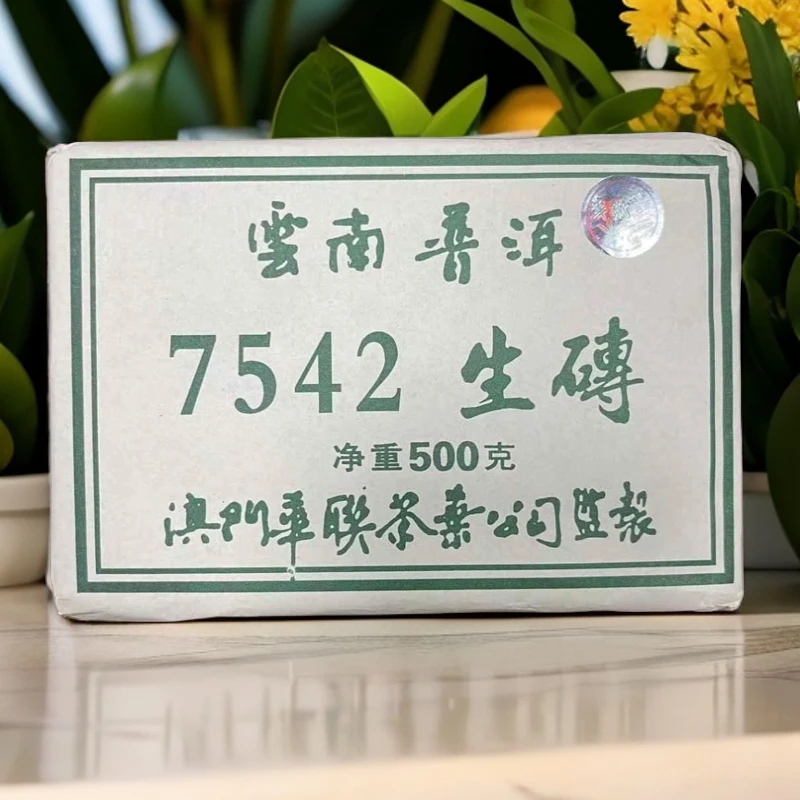 雲南普洱
7542 生磚
净重500克
澳門華聯茶葉公司監製